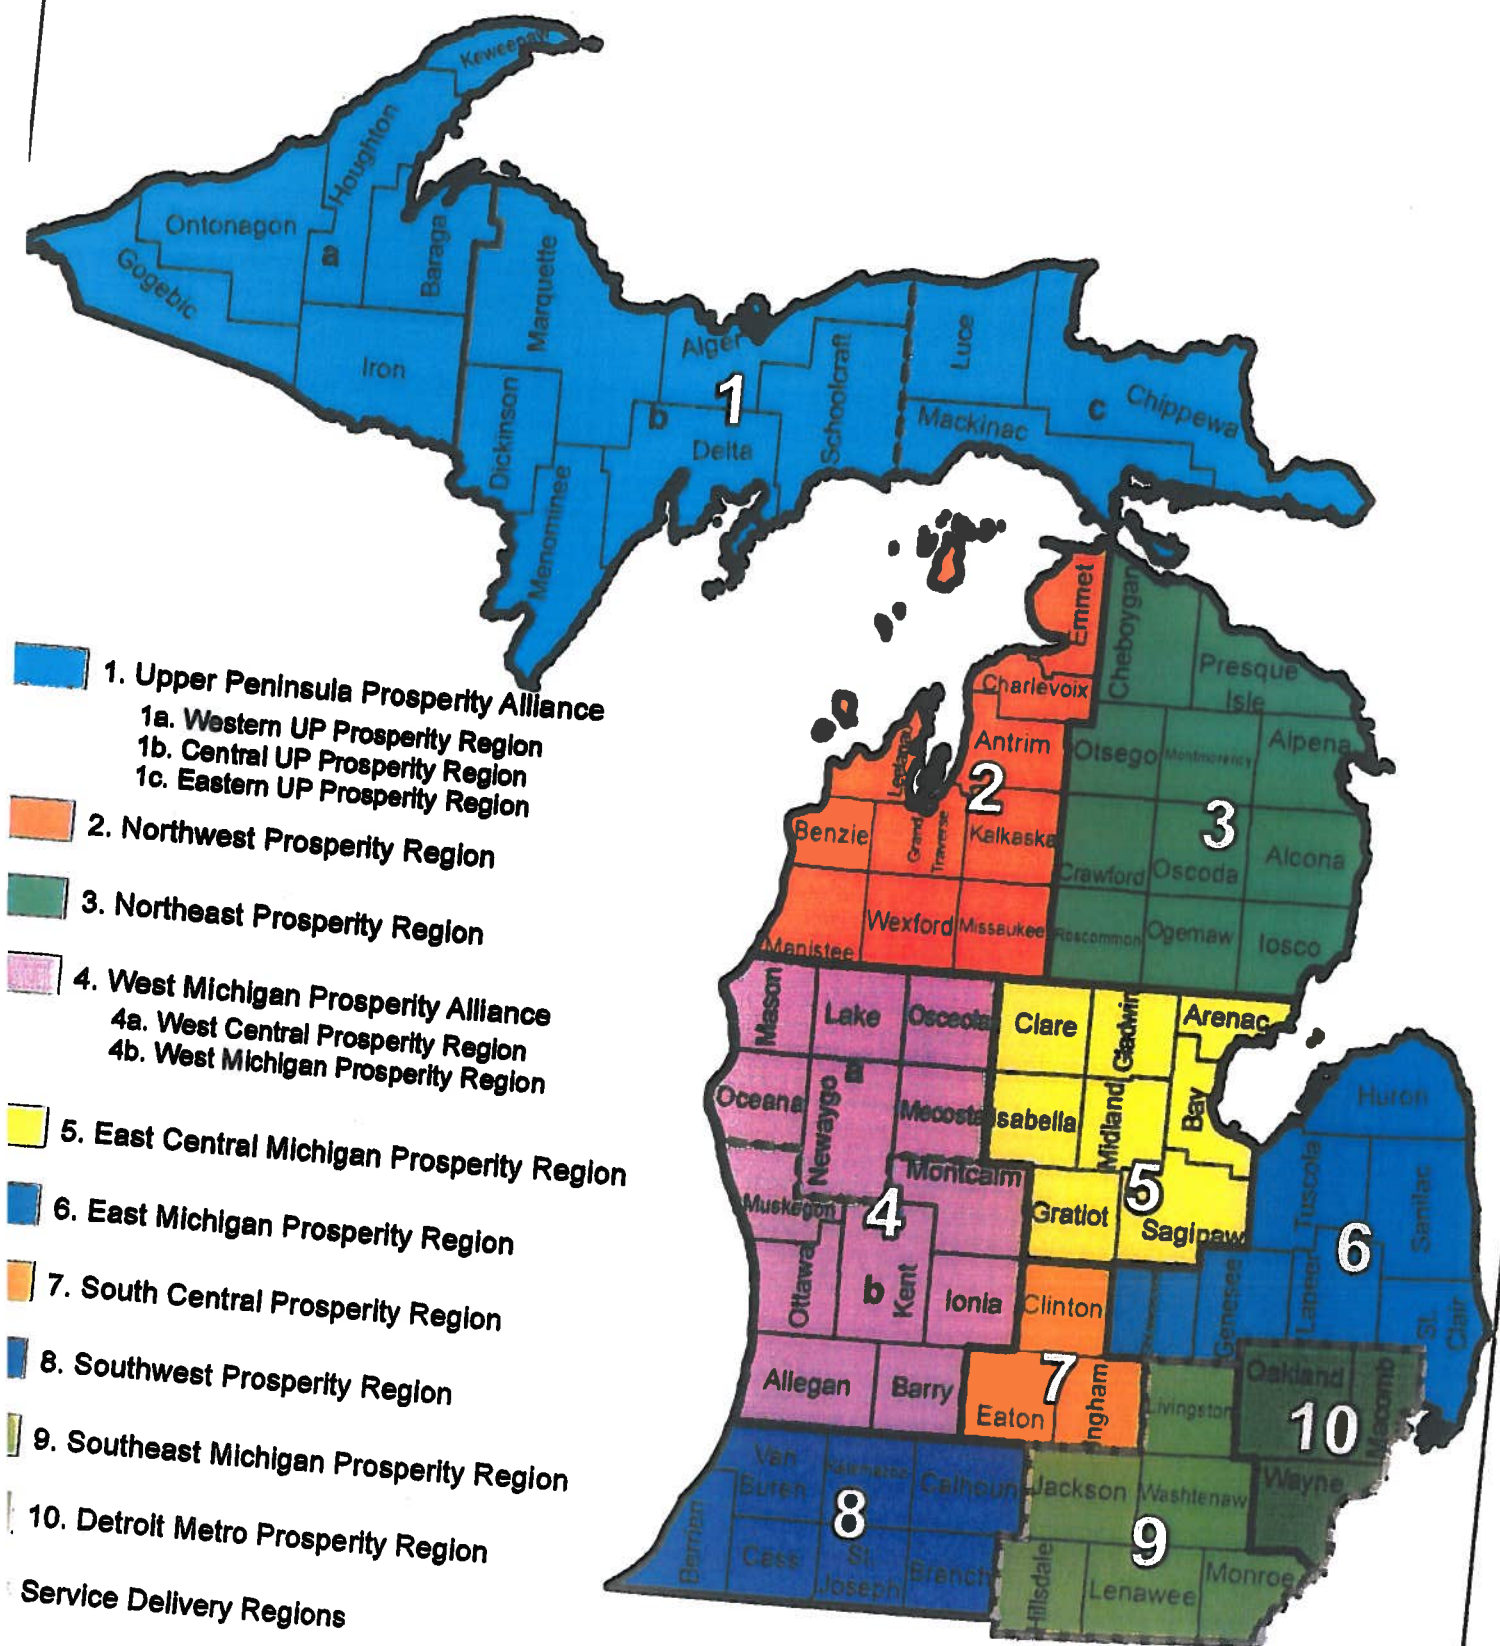 Keweenaw
Houghton
Ontonagon
a
Baraga
Gogebic
Marquette
Iron
Alger
Luce
1
Schoolcraft
c
Chippewa
Dickinson
b
Mackinac
Delta
Menominee
Emmet
Cheboygan
Presque
Isle
Charlevoix
Antrim
Otsego
Montmorency
Alpena
Leelanau
2
3
Benzie
Grand
Traverse
Kalkaska
Crawford
Oscoda
Alcona
Manistee
Wexford
Missaukee
Roscommon
Ogemaw
Iosco
Mason
Lake
Osceola
Clare
Gladwin
Arenac
a
Oceana
Newaygo
Mecosta
Isabella
Midland
Bay
Huron
Montcalm
Muskegon
4
Gratiot
5
Saginaw
Tuscola
Sanilac
6
Ottawa
b
Kent
Ionia
Clinton
Genesee
Lapeer
St.
Clair
Allegan
Barry
7
Eaton
Ingham
Livingston
Oakland
Macomb
10
Van
Buren
Kalamazoo
Calhoun
Jackson
Washtenaw
Wayne
8
9
Berrien
Cass
St.
Joseph
Branch
Hillsdale
Lenawee
Monroe
1. Upper Peninsula Prosperity Alliance
1a. Western UP Prosperity Region
1b. Central UP Prosperity Region
1c. Eastern UP Prosperity Region
2. Northwest Prosperity Region
3. Northeast Prosperity Region
4. West Michigan Prosperity Alliance
4a. West Central Prosperity Region
4b. West Michigan Prosperity Region
5. East Central Michigan Prosperity Region
6. East Michigan Prosperity Region
7. South Central Prosperity Region
8. Southwest Prosperity Region
9. Southeast Michigan Prosperity Region
10. Detroit Metro Prosperity Region
Service Delivery Regions